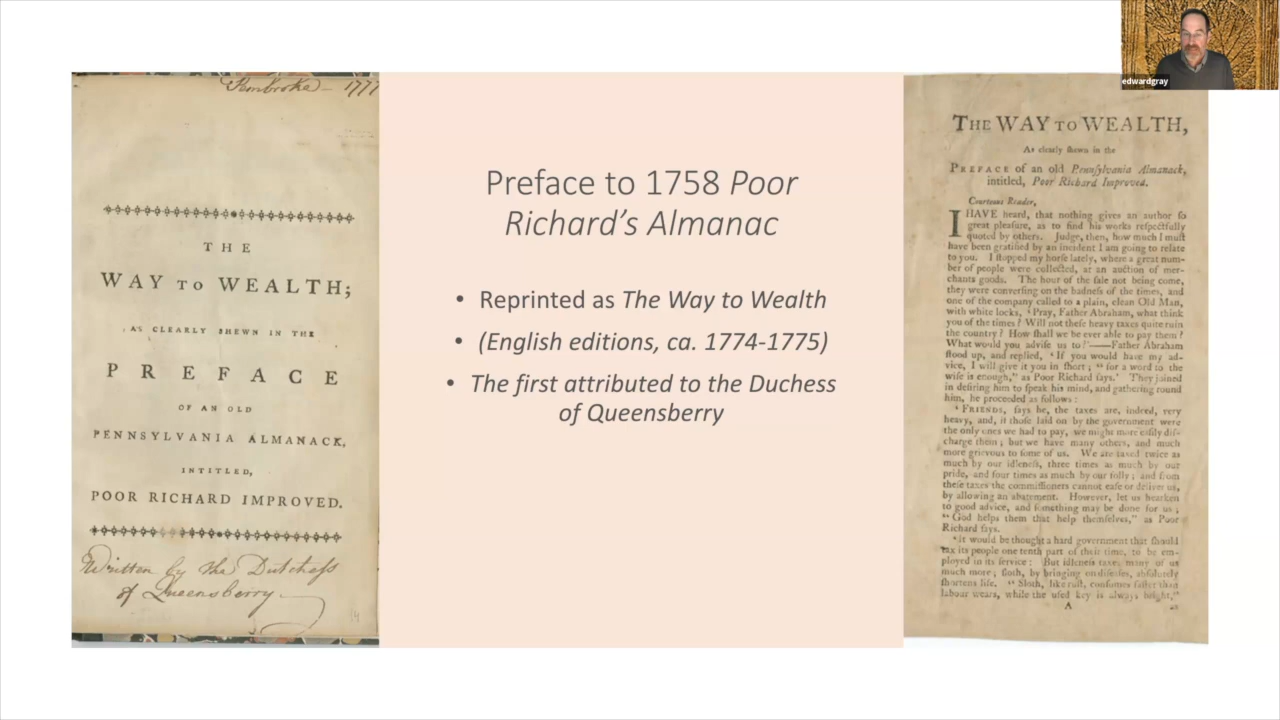 Pembroke — 1777
THE
WAY TO WEALTH;
AS CLEARLY SHEWN IN THE
PREFACE
OF AN OLD
PENNSYLVANIA ALMANACK,
INTITLED,
POOR RICHARD IMPROVED.
Written by the Dutchess
of Queensberry
Preface to 1758 Poor
Richard’s Almanac
• Reprinted as The Way to Wealth
• (English editions, ca. 1774-1775)
• The first attributed to the Duchess
of Queensberry
edwardgray
THE WAY TO WEALTH,
As clearly shewn in the
PREFACE of an old Pennsylvania Almanack,
intitled, Poor Richard Improved.
Courteous Reader,
I HAVE heard, that nothing gives an author so
great pleasure, as to find his works respectfully
quoted by others. Judge, then, how much I must
have been gratified by an incident I am going to relate
to you. I stopped my horse lately, where a great num-
ber of people were collected, at an auction of mer-
chants goods. The hour of the sale not being come,
they were conversing on the badness of the times, and
one of the company called to a plain, clean Old Man,
with white locks, ‘Pray, Father Abraham, what think
you of the times? Will not these heavy taxes quite ruin
the country? How shall we be ever able to pay them?
What would you advise us to?’——Father Abraham
stood up, and replied, ‘If you would have my ad-
vice, I will give it you in short; “for a word to the
wise is enough,” as Poor Richard says.’ They joined
in desiring him to speak his mind, and gathering round
him, he proceeded as follows:
‘FRIENDS, says he, the taxes are, indeed, very
heavy, and, if those laid on by the government were
the only ones we had to pay, we might more easily dis-
charge them; but we have many others, and much
more grievous to some of us. We are taxed twice as
much by our idleness, three times as much by our
pride, and four times as much by our folly; and from
these taxes the commissioners cannot ease or deliver us,
by allowing an abatement. However, let us hearken
to good advice, and something may be done for us;
“God helps them that help themselves,” as Poor
Richard says.
‘It would be thought a hard government that should
tax its people one tenth part of their time, to be em-
ployed in its service: But idleness taxes many of us
much more; sloth, by bringing on diseases, absolutely
shortens life. “Sloth, like rust, consumes faster than
labour wears, while the used key is always bright,”
A